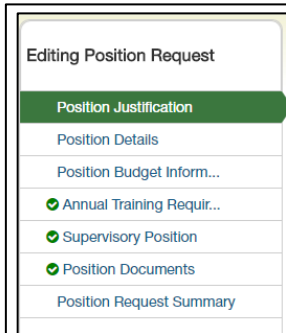 Editing Position Request
Position Justification
Position Details
Position Budget Inform...
Annual Training Requir...
Supervisory Position
Position Documents
Position Request Summary